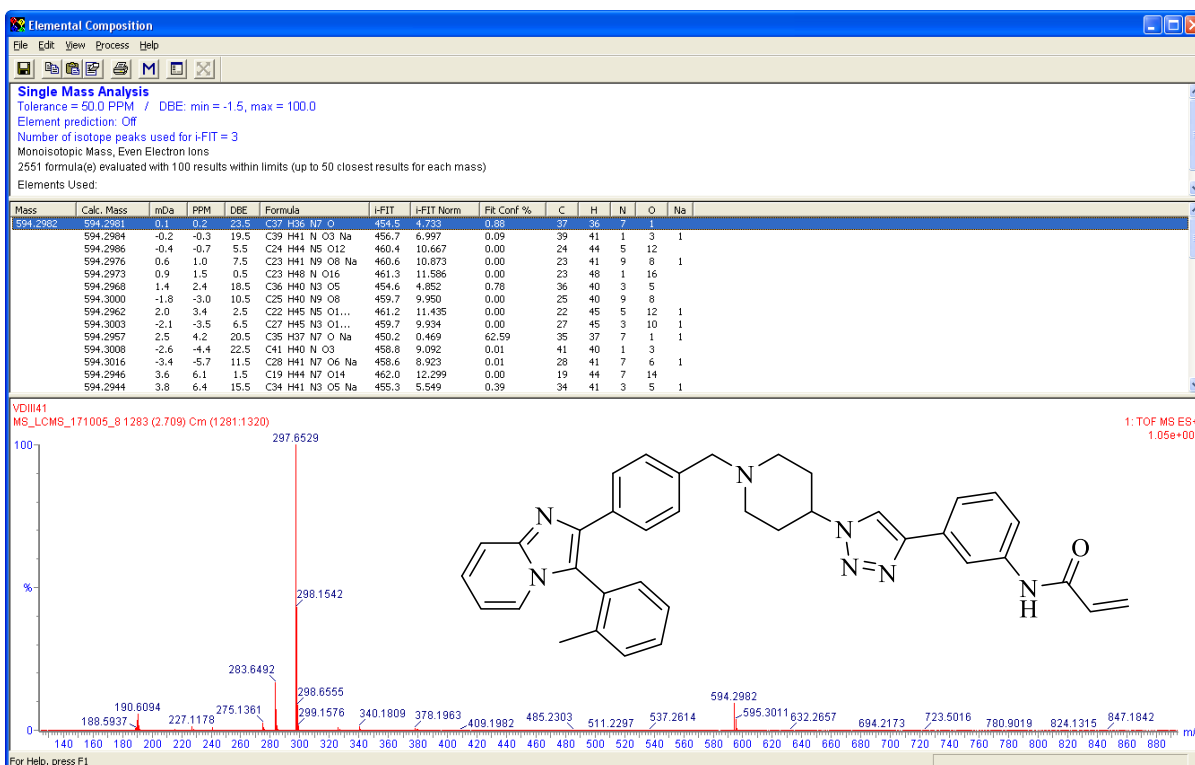 Elemental Composition
File Edit View Process Help
Single Mass Analysis
Tolerance = 50.0 PPM / DBE: min = -1.5, max = 100.0
Element prediction: Off
Number of isotope peaks used for i-FIT = 3
Monoisotopic Mass, Even Electron Ions
2551 formula(e) evaluated with 100 results within limits (up to 50 closest results for each mass)
Elements Used:
Mass Calc. Mass mDa PPM DBE Formula i-FIT i-FIT Norm Fit Conf % C H N O Na
594.2982 594.2981 0.1 0.2 23.5 C37 H36 N7 O 454.5 4.733 0.88 37 36 7 1
594.2984 -0.2 -0.3 19.5 C39 H41 N O3 Na 456.7 6.997 0.09 39 41 1 3 1
594.2986 -0.4 -0.7 5.5 C24 H44 N5 O12 460.4 10.667 0.00 24 44 5 12
594.2976 0.6 1.0 7.5 C23 H41 N9 O8 Na 460.6 10.873 0.00 23 41 9 8 1
594.2973 0.9 1.5 0.5 C23 H48 N O16 461.3 11.586 0.00 23 48 1 16
594.2968 1.4 2.4 18.5 C36 H40 N3 O5 454.6 4.852 0.78 36 40 3 5
594.3000 -1.8 -3.0 10.5 C25 H40 N9 O8 459.7 9.950 0.00 25 40 9 8
594.2962 2.0 3.4 2.5 C22 H45 N5 O1... 461.2 11.435 0.00 22 45 5 12 1
594.3003 -2.1 -3.5 6.5 C27 H45 N3 O1... 459.7 9.934 0.00 27 45 3 10 1
594.2957 2.5 4.2 20.5 C35 H37 N7 O Na 450.2 0.469 62.59 35 37 7 1 1
594.3008 -2.6 -4.4 22.5 C41 H40 N O3 458.8 9.092 0.01 41 40 1 3
594.3016 -3.4 -5.7 11.5 C28 H41 N7 O6 Na 458.6 8.923 0.01 28 41 7 6 1
594.2946 3.6 6.1 1.5 C19 H44 N7 O14 462.0 12.299 0.00 19 44 7 14
594.2944 3.8 6.4 15.5 C34 H41 N3 O5 Na 455.3 5.549 0.39 34 41 3 5 1
VDIII41
MS_LCMS_171005_8 1283 (2.709) Cm (1281:1320)
1: TOF MS ES+
1.05e+00
100
297.6529
N
N
N
N
N=N
O
N
H
%
298.1542
283.6492
298.6555
190.6094
275.1361
299.1576
594.2982
188.5937
227.1178
340.1809
378.1963
409.1982
485.2303
511.2297
537.2614
595.3011
632.2657
694.2173
723.5016
780.9019
824.1315
847.1842
0
m/
140 160 180 200 220 240 260 280 300 320 340 360 380 400 420 440 460 480 500 520 540 560 580 600 620 640 660 680 700 720 740 760 780 800 820 840 860 880
For Help, press F1